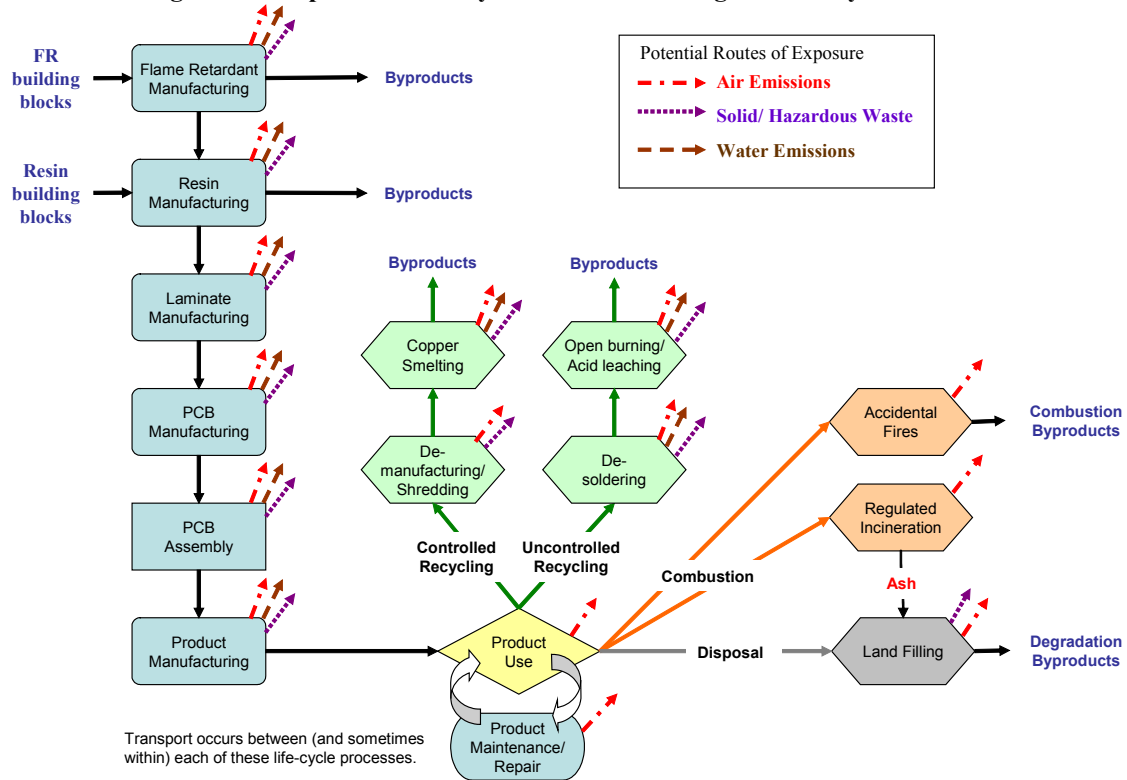 FR
building
blocks
Flame Retardant
Manufacturing
Byproducts
Potential Routes of Exposure
Air Emissions
Solid/ Hazardous Waste
Water Emissions
Resin
building
blocks
Resin
Manufacturing
Byproducts
Laminate
Manufacturing
Byproducts
Byproducts
Copper
Smelting
Open burning/
Acid leaching
PCB
Manufacturing
De-
manufacturing/
Shredding
De-
soldering
Accidental
Fires
Combustion
Byproducts
PCB
Assembly
Regulated
Incineration
Controlled
Recycling
Uncontrolled
Recycling
Combustion
Ash
Product
Manufacturing
Product
Use
Disposal
Land Filling
Degradation
Byproducts
Product
Maintenance/
Repair
Transport occurs between (and sometimes
within) each of these life-cycle processes.